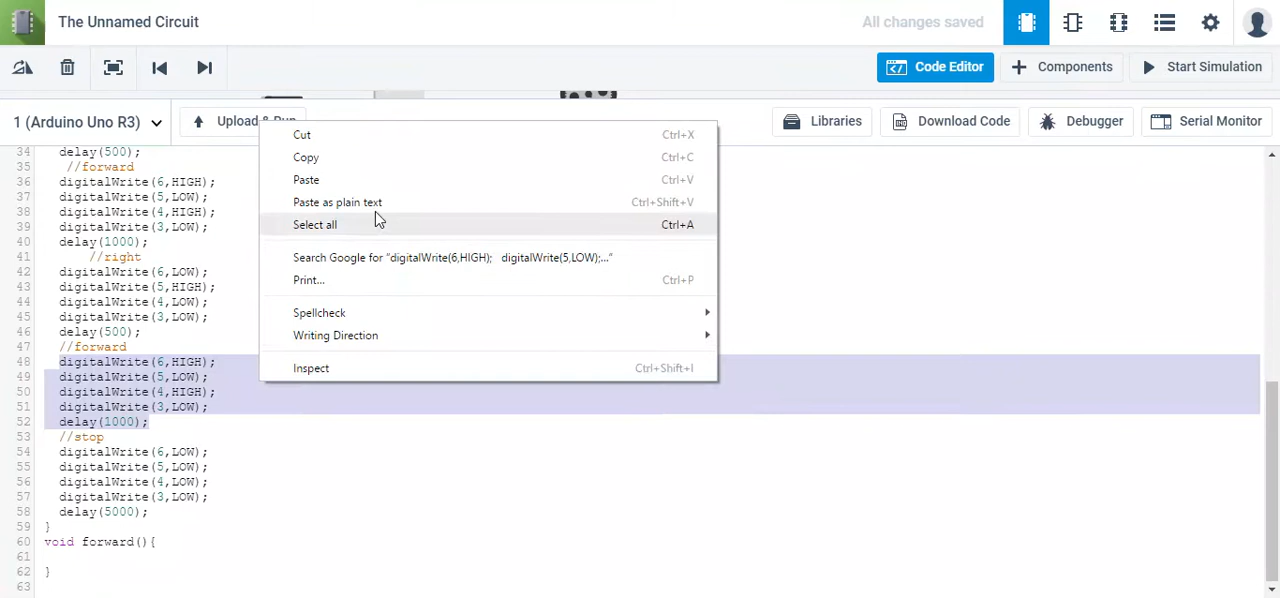 The Unnamed Circuit
All changes saved
Code Editor
Components
Start Simulation
1 (Arduino Uno R3)
Upload & Run
Libraries
Download Code
Debugger
Serial Monitor
Cut Ctrl+X
Copy Ctrl+C
Paste Ctrl+V
Paste as plain text Ctrl+Shift+V
Select all Ctrl+A
Search Google for “digitalWrite(6,HIGH); digitalWrite(5,LOW);...”
Print... Ctrl+P
Spellcheck
Writing Direction
Inspect Ctrl+Shift+I
34 delay(500);
35 //forward
36 digitalWrite(6,HIGH);
37 digitalWrite(5,LOW);
38 digitalWrite(4,HIGH);
39 digitalWrite(3,LOW);
40 delay(1000);
41 //right
42 digitalWrite(6,LOW);
43 digitalWrite(5,HIGH);
44 digitalWrite(4,LOW);
45 digitalWrite(3,LOW);
46 delay(500);
47 //forward
48 digitalWrite(6,HIGH);
49 digitalWrite(5,LOW);
50 digitalWrite(4,HIGH);
51 digitalWrite(3,LOW);
52 delay(1000);
53 //stop
54 digitalWrite(6,LOW);
55 digitalWrite(5,LOW);
56 digitalWrite(4,LOW);
57 digitalWrite(3,LOW);
58 delay(5000);
59 }
60 void forward(){
61
62 }
63